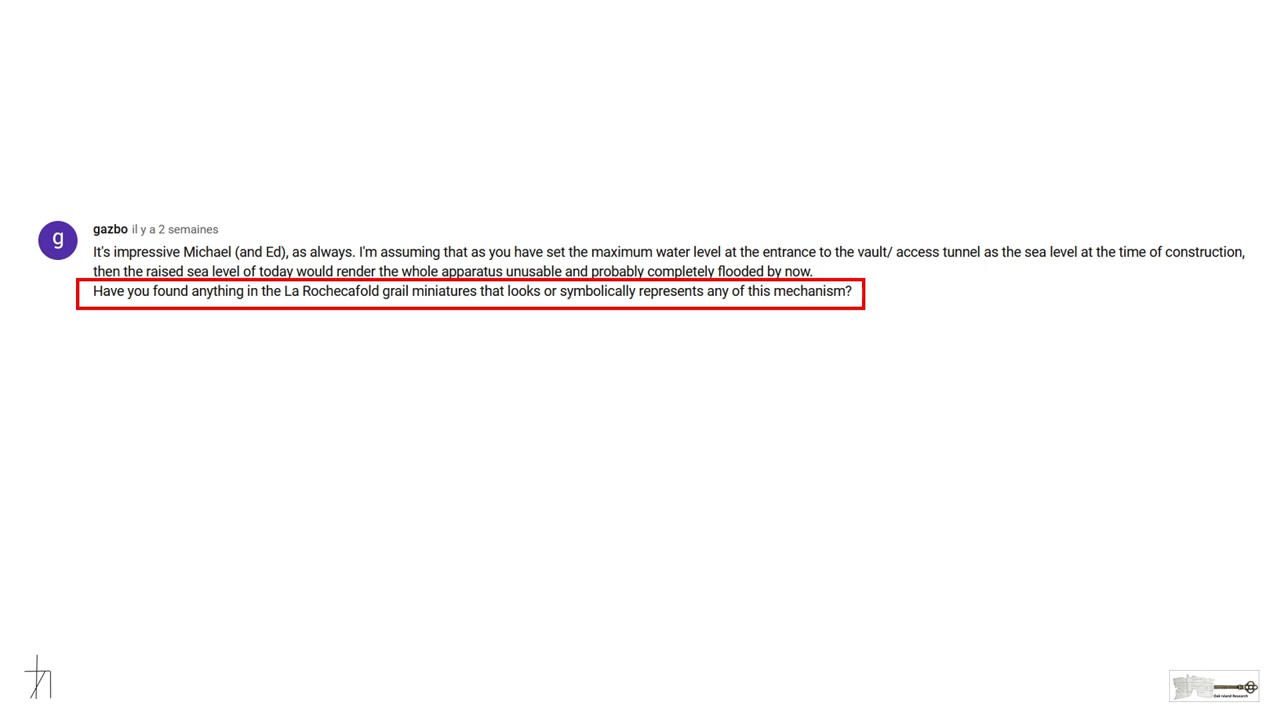 g
gazbo il y a 2 semaines
It's impressive Michael (and Ed), as always. I'm assuming that as you have set the maximum water level at the entrance to the vault/ access tunnel as the sea level at the time of construction,
then the raised sea level of today would render the whole apparatus unusable and probably completely flooded by now.
Have you found anything in the La Rochecafold grail miniatures that looks or symbolically represents any of this mechanism?
Oak Island Research